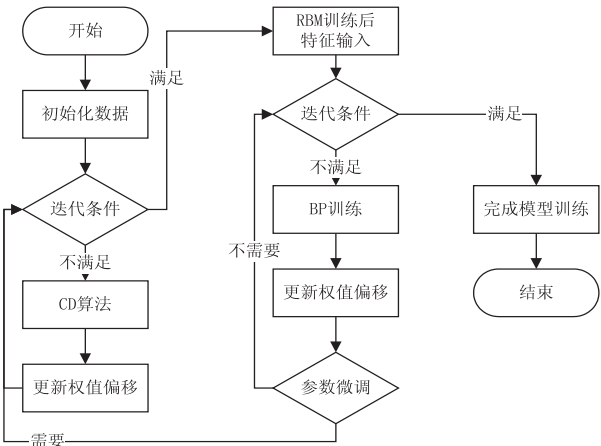 开始
初始化数据
迭代条件
满足
不满足
CD算法
更新权值偏移
需要
RBM训练后
特征输入
迭代条件
满足
不满足
BP训练
不需要
更新权值偏移
参数微调
完成模型训练
结束